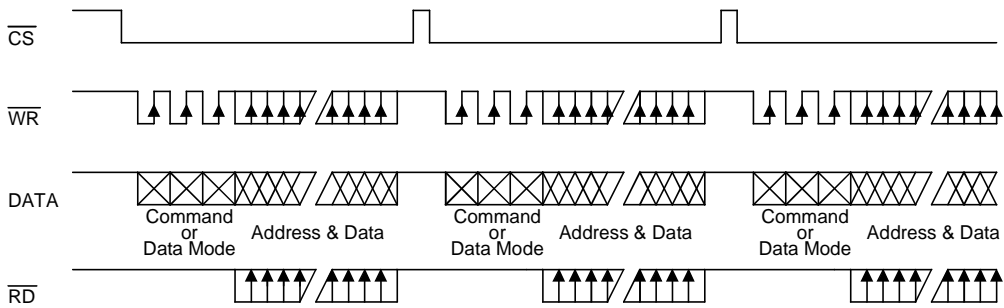 CS
WR
DATA
Command
or
Data Mode
Address & Data
Command
or
Data Mode
Address & Data
Command
or
Data Mode
Address & Data
RD